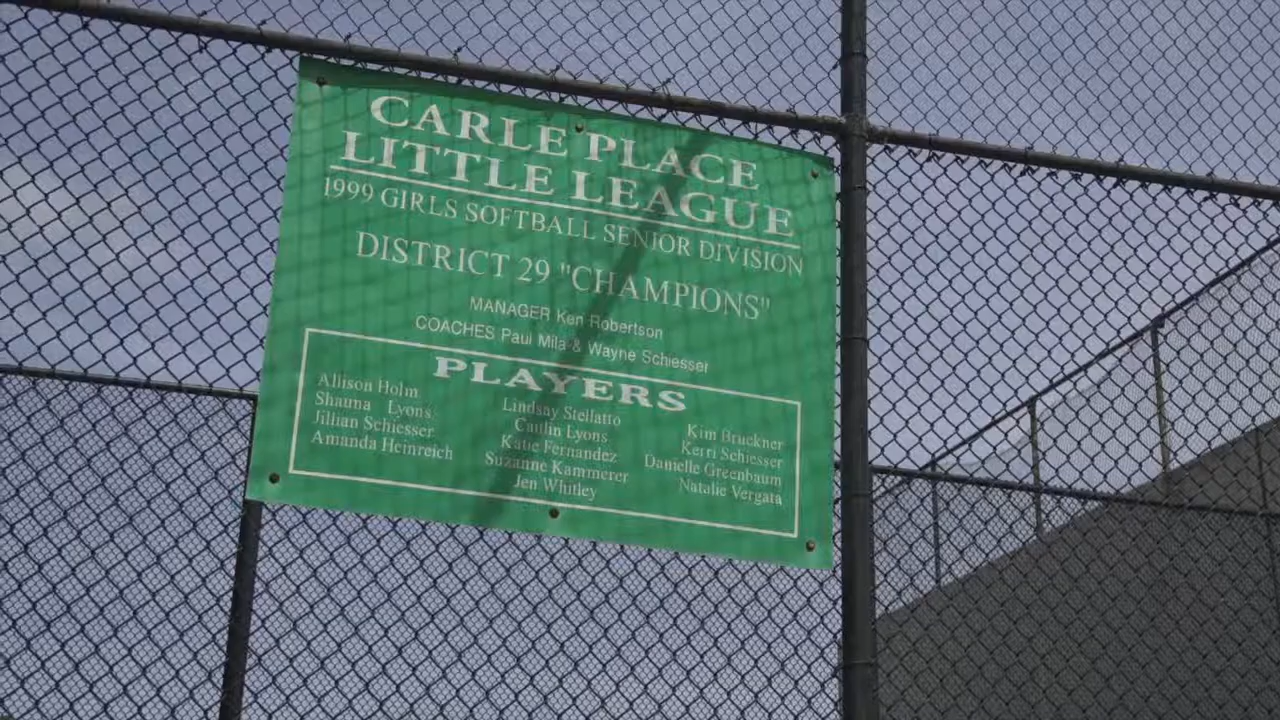 CARLE PLACE
LITTLE LEAGUE
1999 GIRLS SOFTBALL SENIOR DIVISION
DISTRICT 29 "CHAMPIONS"
MANAGER Ken Robertson
COACHES Paul Mila & Wayne Schiesser
PLAYERS
Allison Holm
Shauna Lyons
Jillian Schiesser
Amanda Heinreich
Lindsay Stellatto
Caitlin Lyons
Katie Fernandez
Suzanne Kammerer
Jen Whitley
Kim Bruckner
Kerri Schiesser
Danielle Greenbaum
Natalie Vergata